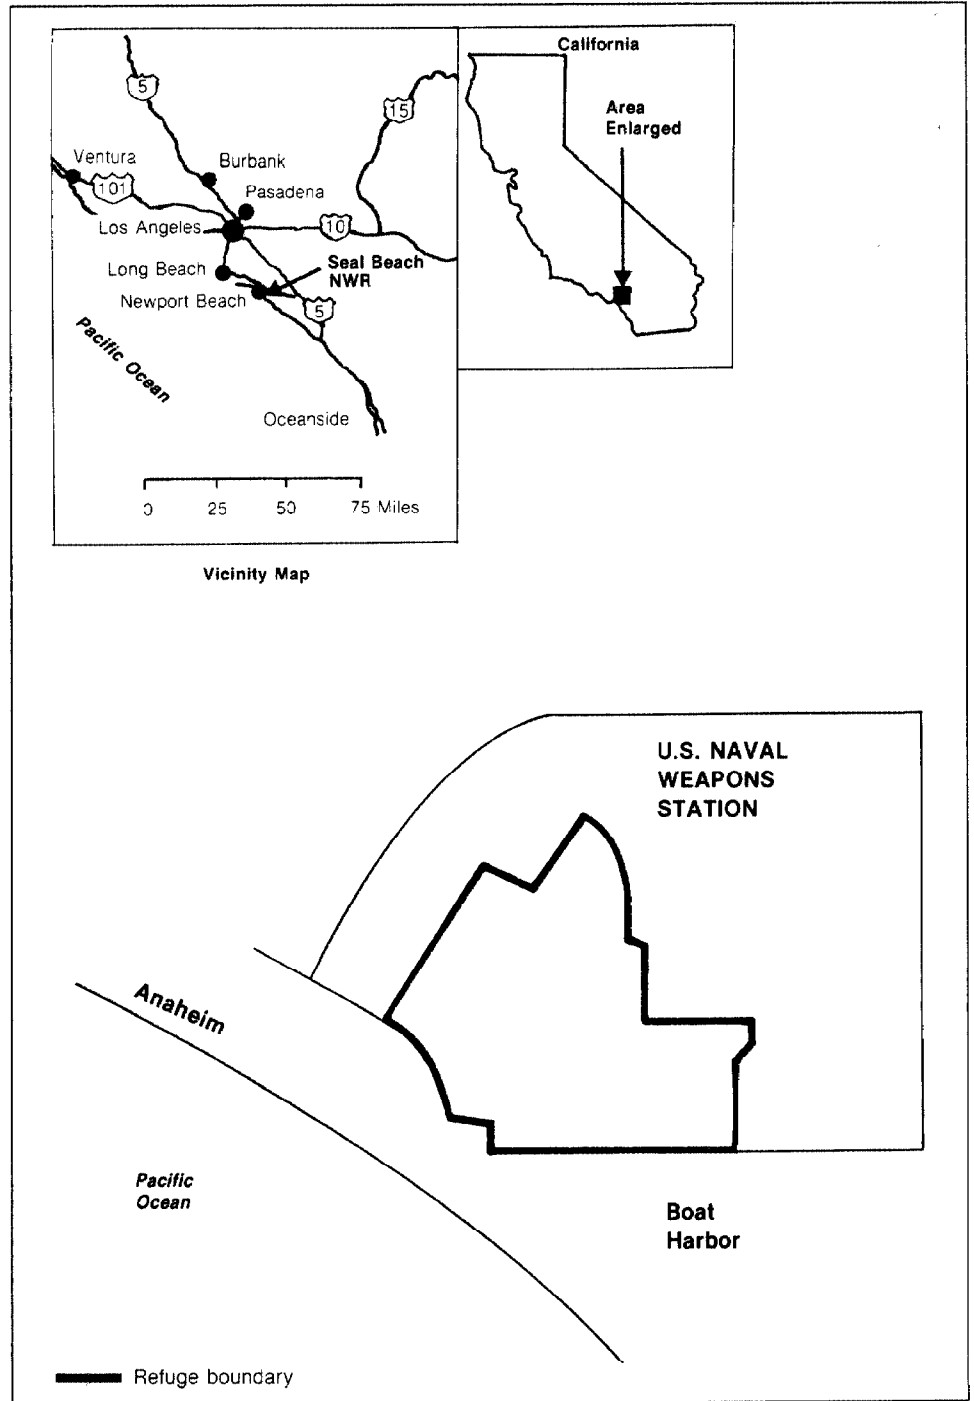 California
Area
Enlarged
5
15
Ventura
Burbank
101
Pasadena
Los Angeles
10
Long Beach
Seal Beach
NWR
Newport Beach
5
Pacific Ocean
Oceanside
0 25 50 75 Miles
Vicinity Map
U.S. NAVAL
WEAPONS
STATION
Anaheim
Pacific
Ocean
Boat
Harbor
Refuge boundary